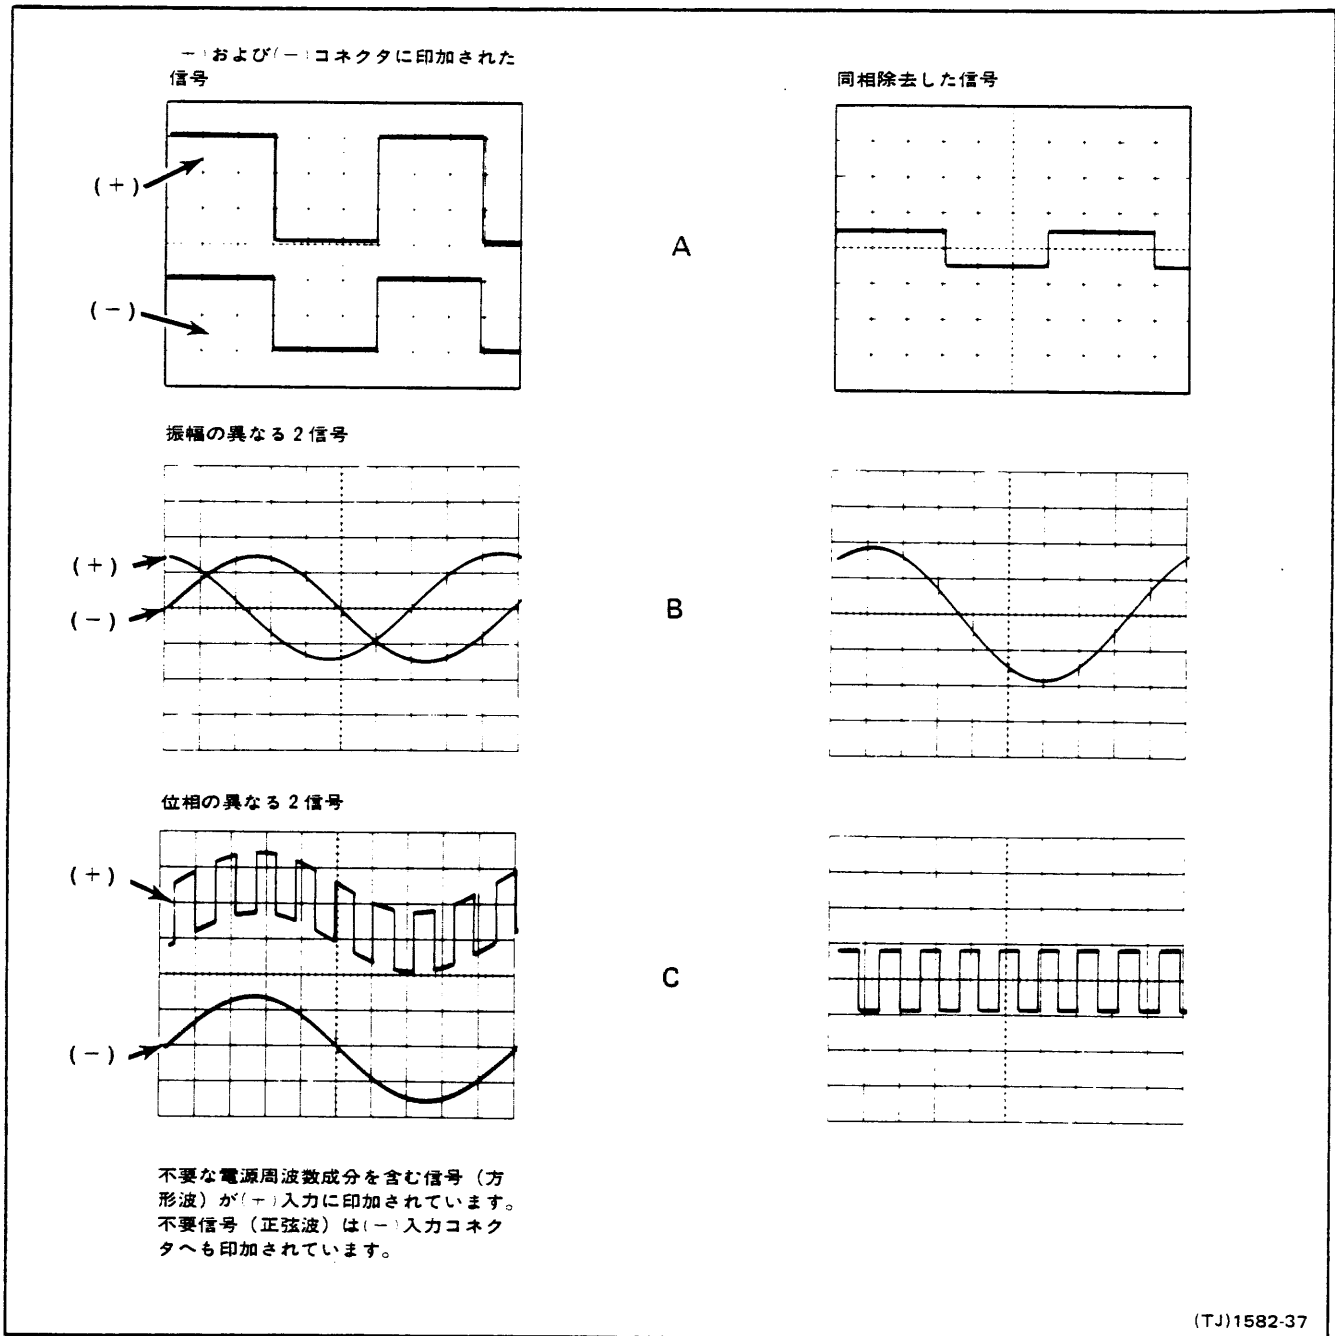 および(-)コネクタに印加された
信号
同相除去した信号
(+)
(-)
A
振幅の異なる2信号
(+)
(-)
B
位相の異なる2信号
(+)
(-)
C
不要な電源周波数成分を含む信号（方
形波）が(+)入力に印加されています。
不要信号（正弦波）は(-)入力コネク
タへも印加されています。
(TJ)1582-37